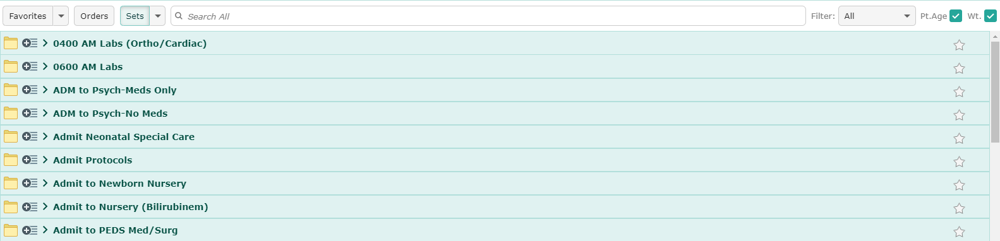 Favorites Orders Sets Search All Filter: All Pt.Age Wt.
0400 AM Labs (Ortho/Cardiac)
0600 AM Labs
ADM to Psych-Meds Only
ADM to Psych-No Meds
Admit Neonatal Special Care
Admit Protocols
Admit to Newborn Nursery
Admit to Nursery (Bilirubinem)
Admit to PEDS Med/Surg